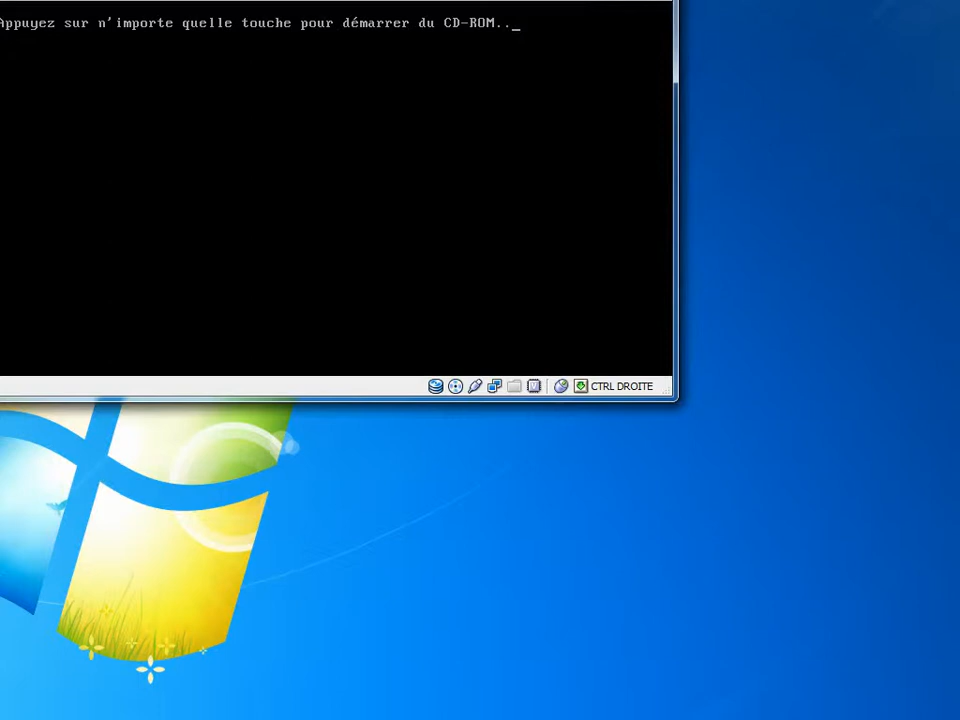 Appuyez sur n'importe quelle touche pour démarrer du CD-ROM.._
CTRL DROITE